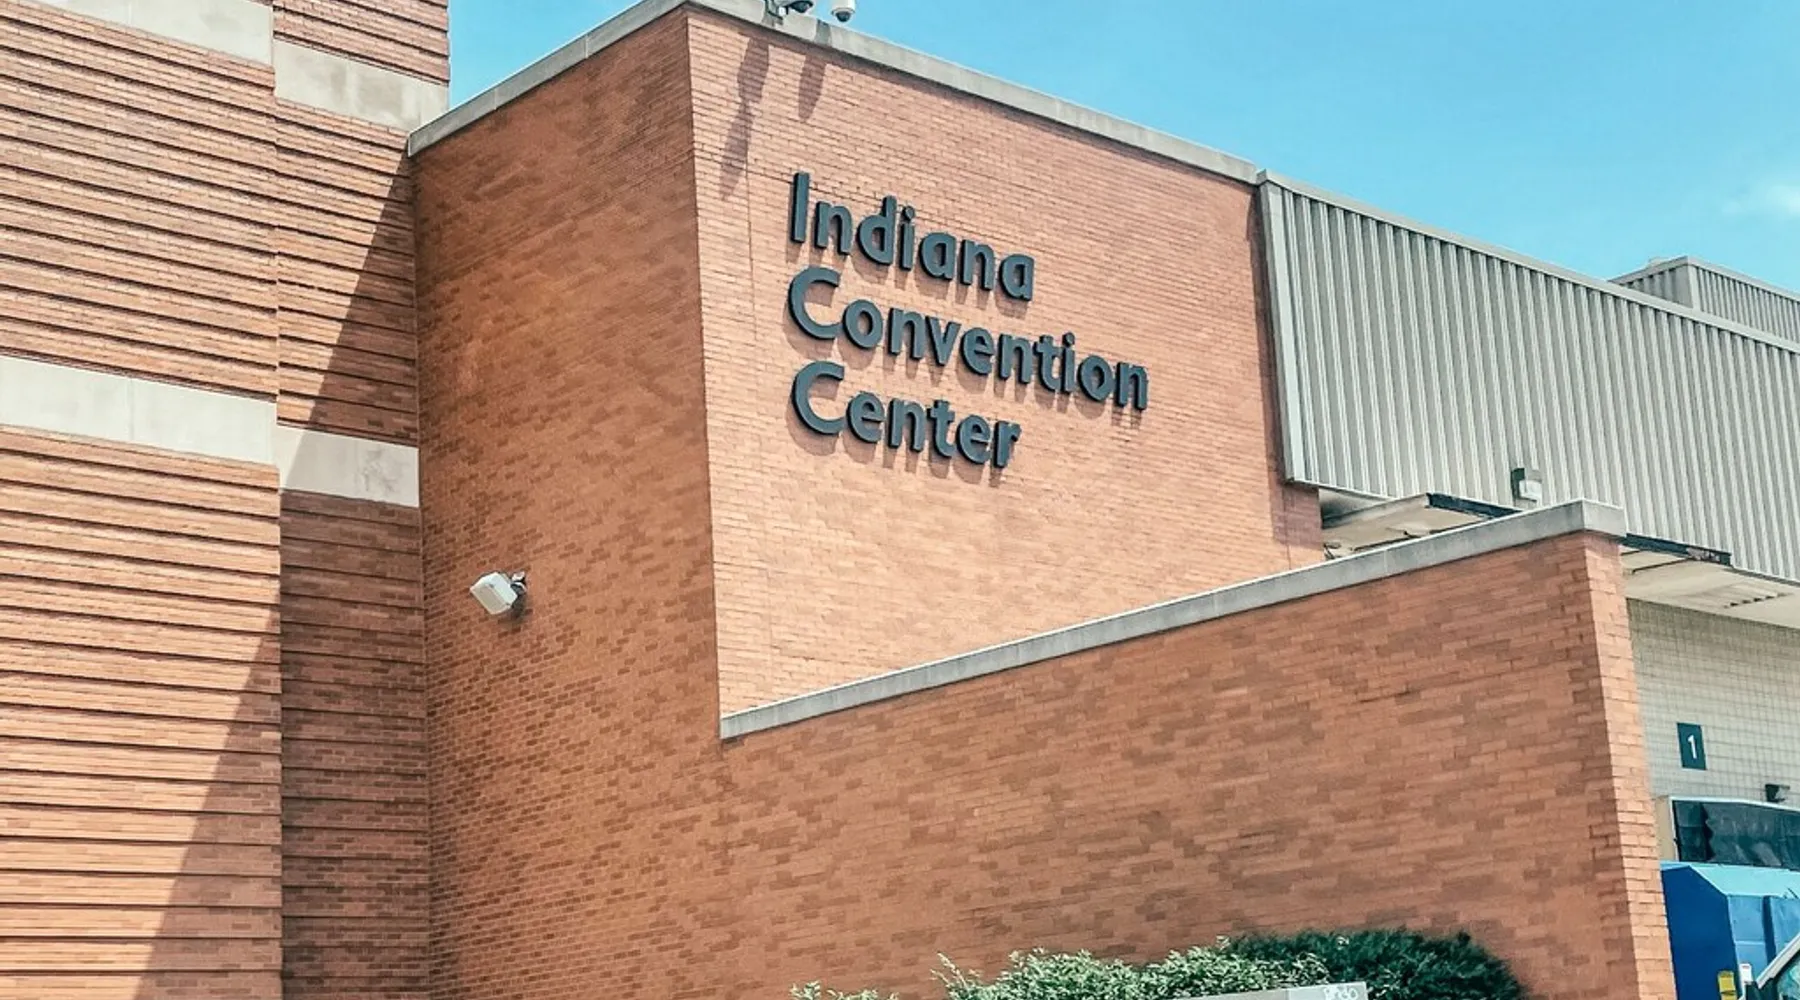 Indiana
Convention
Center
1